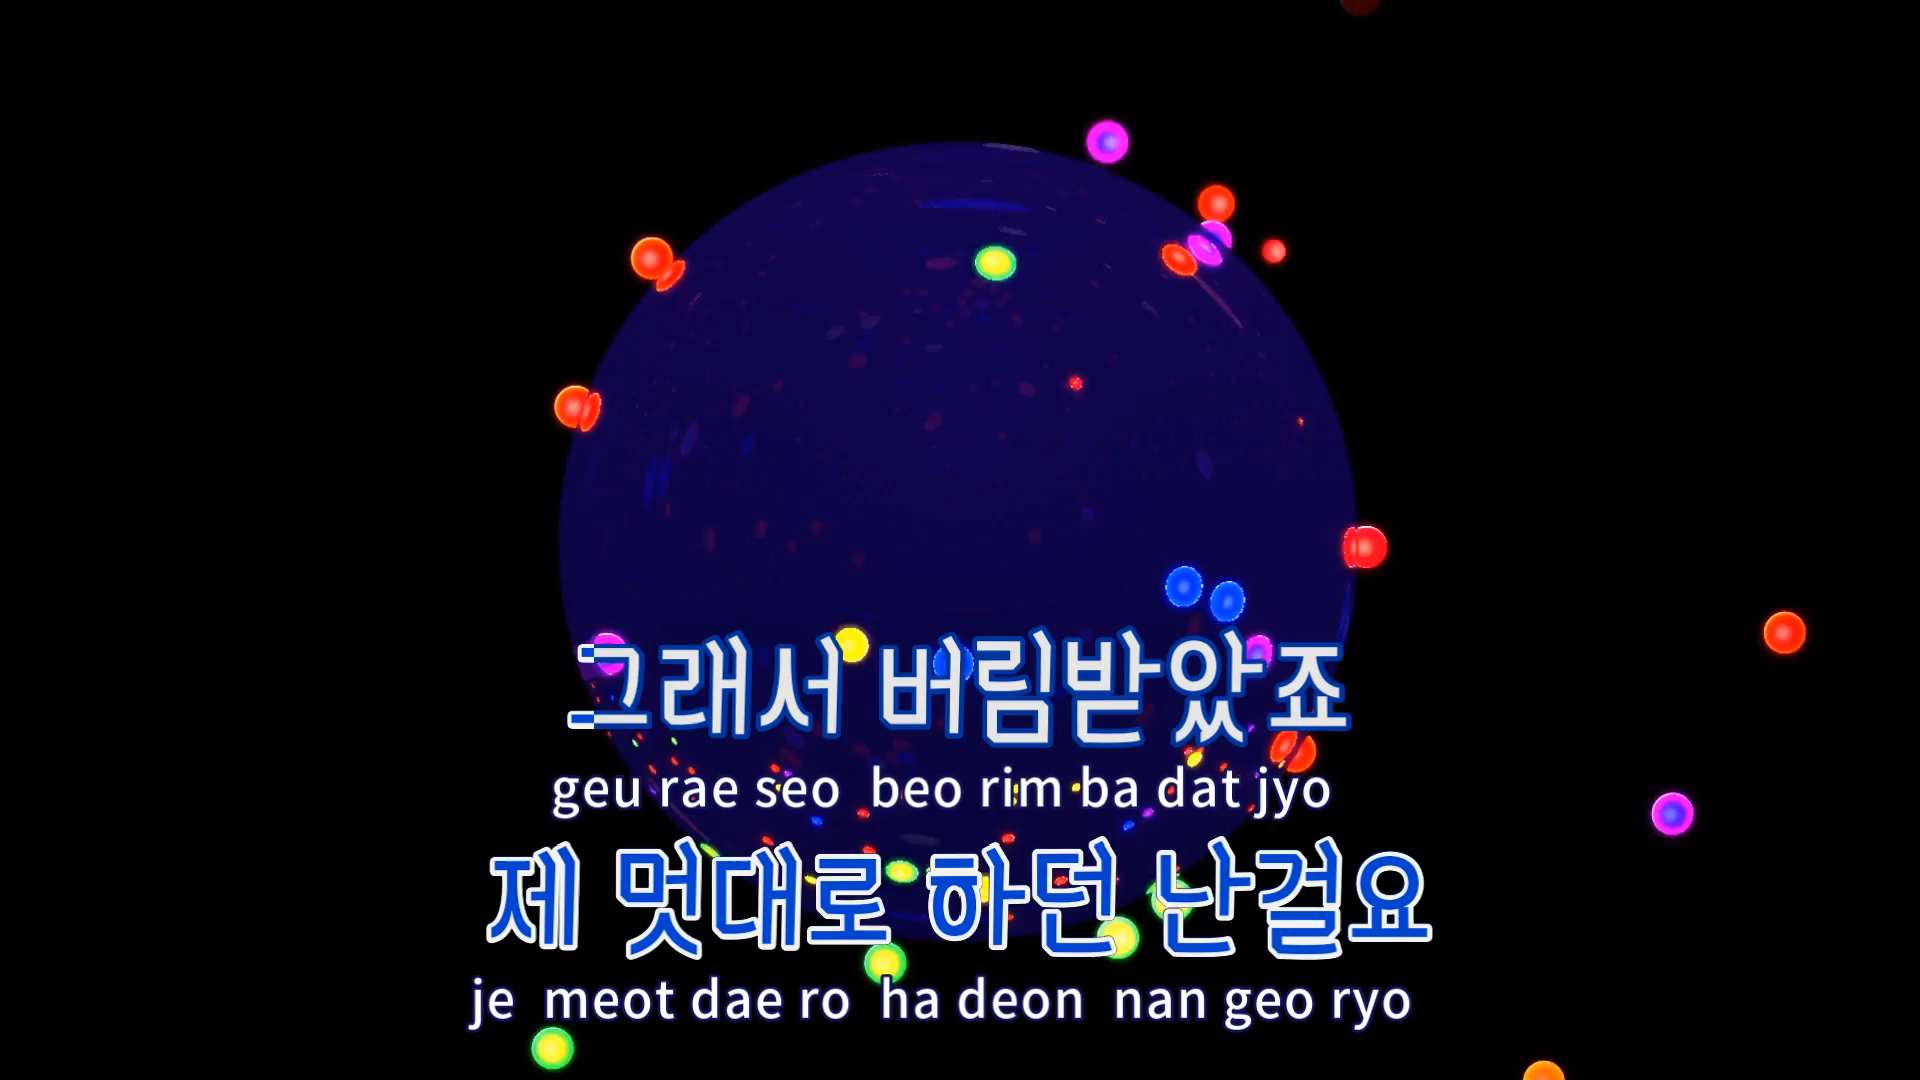 그래서 버림받았죠
geu rae seo beo rim ba dat jyo
제 멋대로 하던 난걸요
je meot dae ro ha deon nan geo ryo